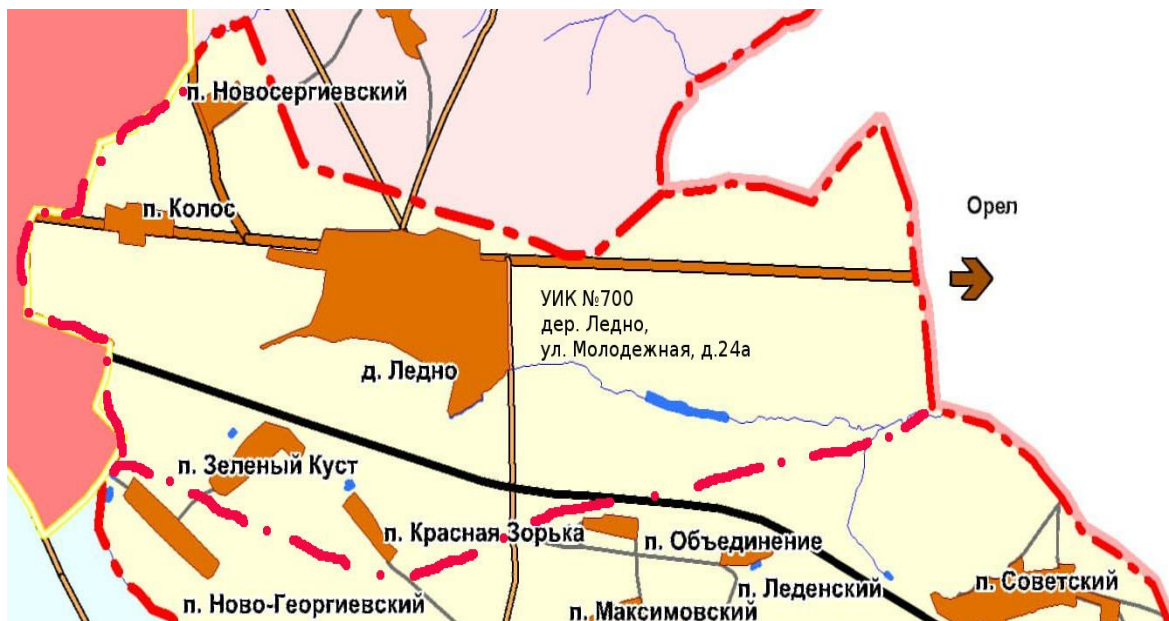 п. Новосергиевский
п. Колос
Орел
УИК №700
дер. Ледно,
ул. Молодежная, д.24а
д. Ледно
п. Зеленый Куст
п. Красная Зорька
п. Объединение
п. Леденский
п. Советский
п. Ново-Георгиевский
п. Максимовский